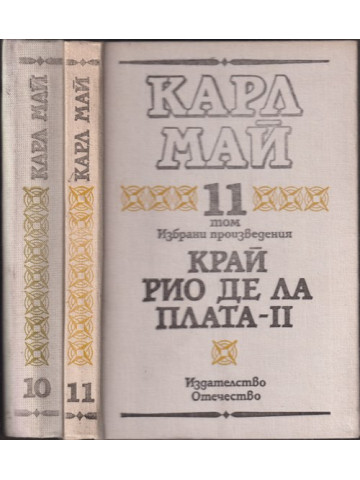 КАРЛ МАЙ
10
КАРЛ МАЙ
11
КАРЛ
МАЙ
11
том
Избрани произведения
КРАЙ
РИО ДЕ ЛА
ПЛАТА-II
Издателство
Отечество